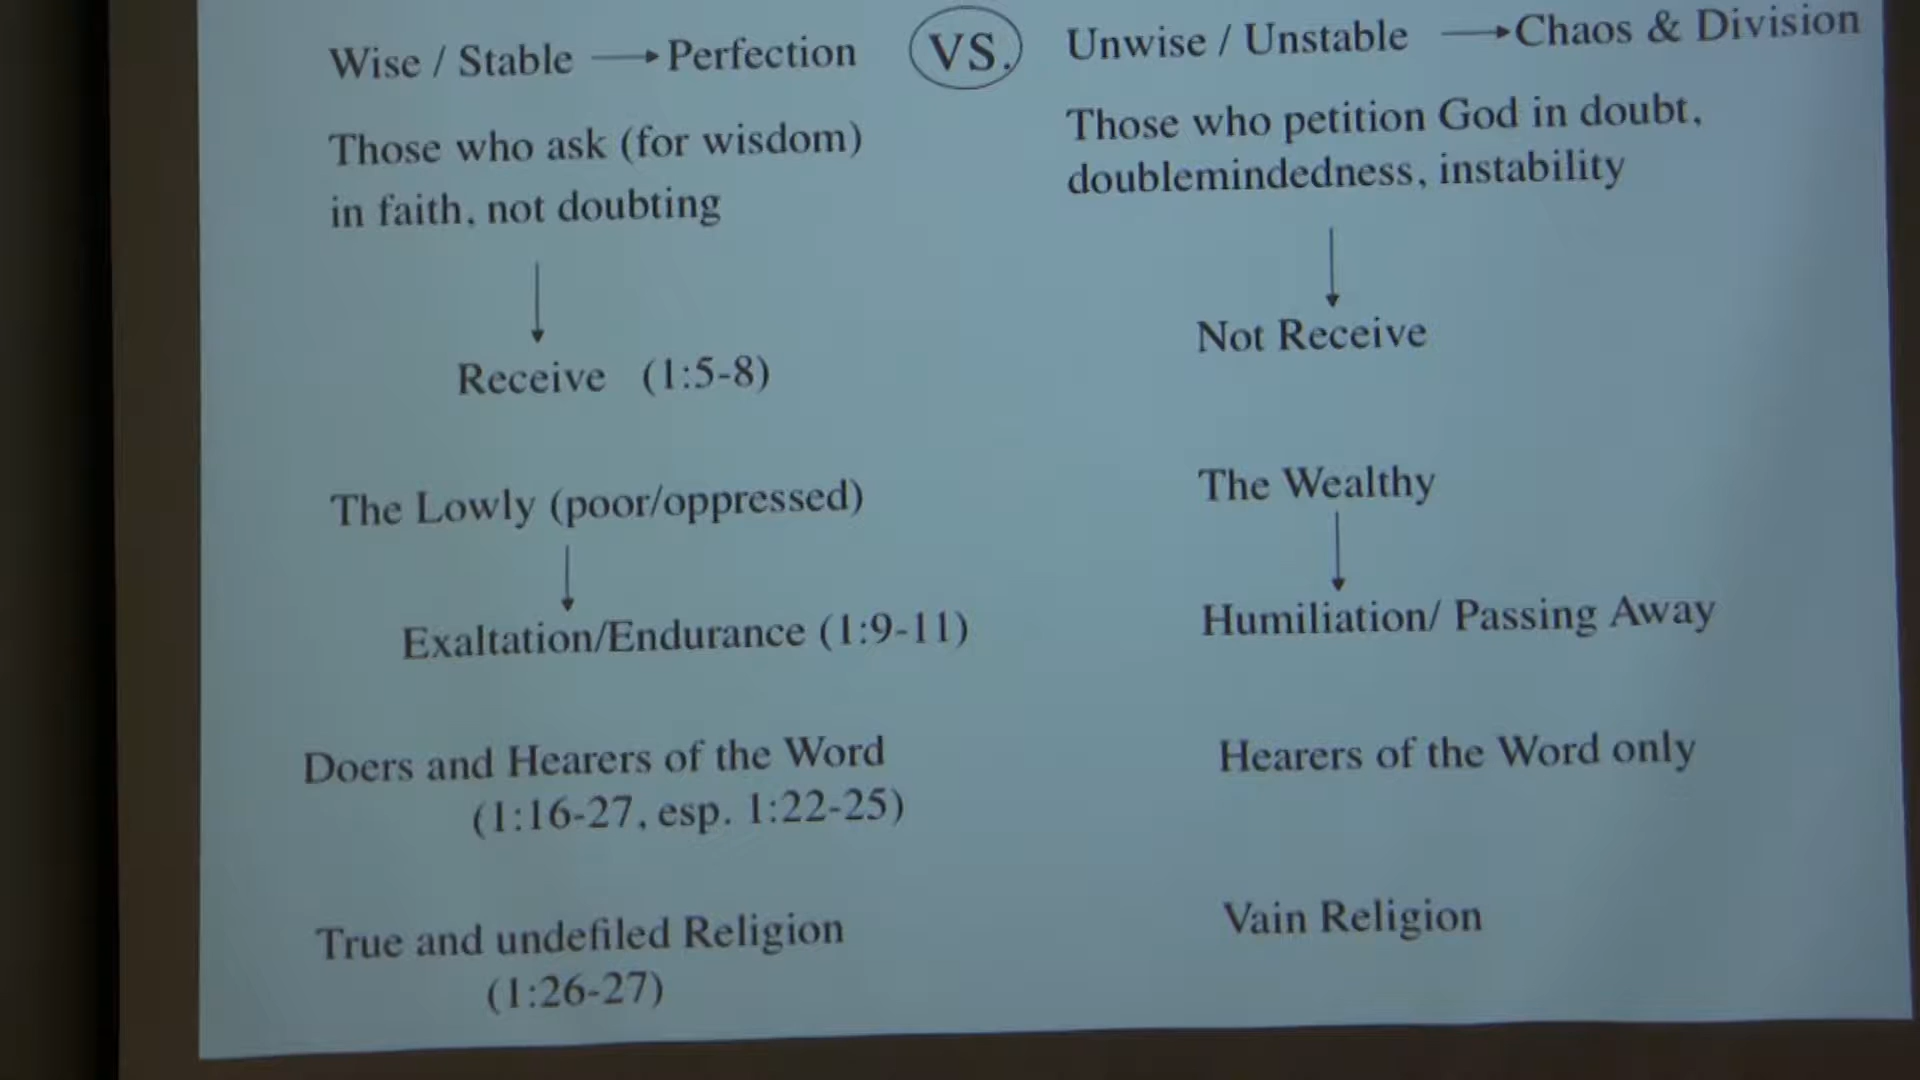 Wise / Stable → Perfection VS. Unwise / Unstable → Chaos & Division
Those who ask (for wisdom)
in faith, not doubting
Receive (1:5-8)
Those who petition God in doubt,
doublemindedness, instability
Not Receive
The Lowly (poor/oppressed)
Exaltation/Endurance (1:9-11)
The Wealthy
Humiliation/ Passing Away
Doers and Hearers of the Word
(1:16-27, esp. 1:22-25)
Hearers of the Word only
True and undefiled Religion
(1:26-27)
Vain Religion